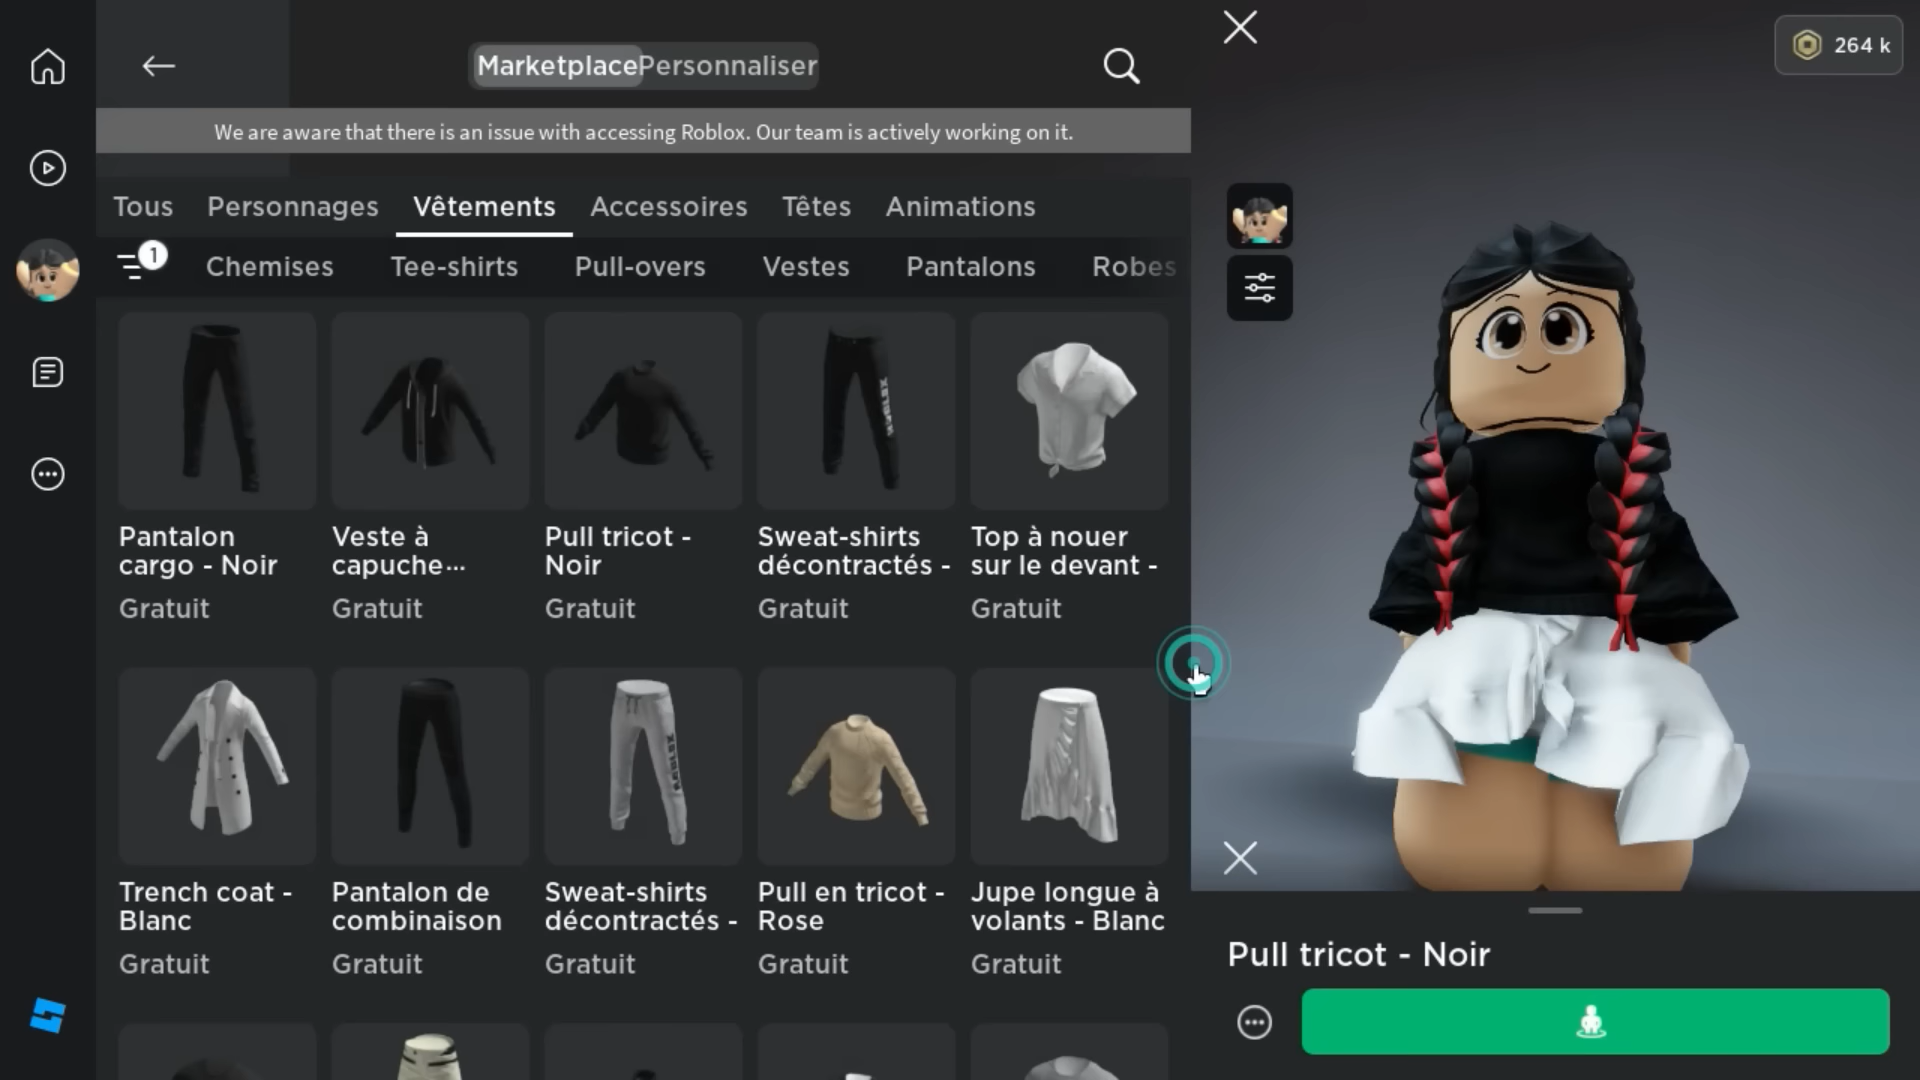 Marketplace Personnaliser
264 k
We are aware that there is an issue with accessing Roblox. Our team is actively working on it.
Tous Personnages Vêtements Accessoires Têtes Animations
1 Chemises Tee-shirts Pull-overs Vestes Pantalons Robes
ROBLOX
Pantalon cargo - Noir
Gratuit
Veste à capuche...
Gratuit
Pull tricot - Noir
Gratuit
Sweat-shirts décontractés -
Gratuit
Top à nouer sur le devant -
Gratuit
ROBLOX
Trench coat - Blanc
Gratuit
Pantalon de combinaison
Gratuit
Sweat-shirts décontractés -
Gratuit
Pull en tricot - Rose
Gratuit
Jupe longue à volants - Blanc
Gratuit
Pull tricot - Noir